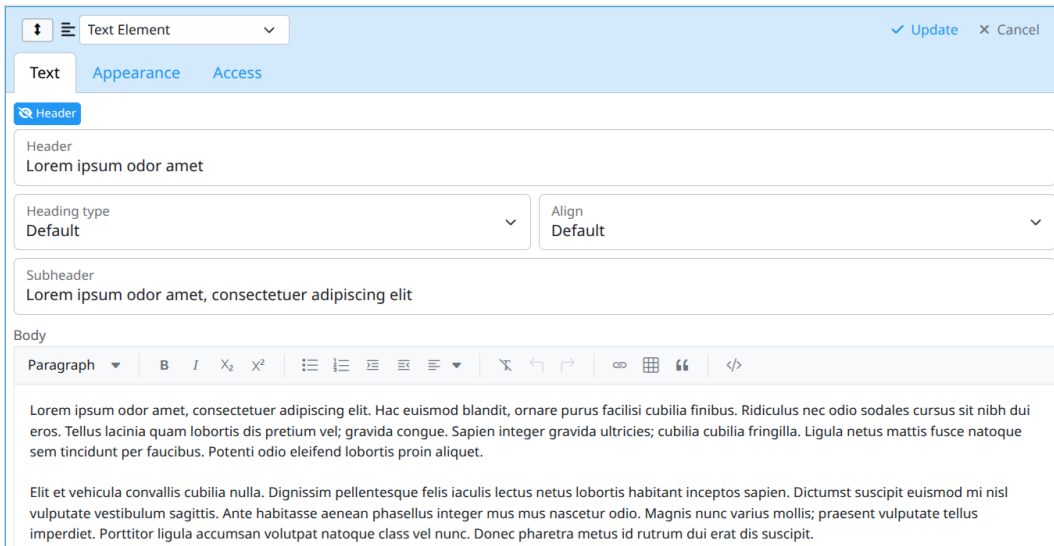 Text Element
Update
Cancel
Text
Appearance
Access
Header
Header
Lorem ipsum odor amet
Heading type
Default
Align
Default
Subheader
Lorem ipsum odor amet, consectetuer adipiscing elit
Body
Paragraph B I X₂ X²
Lorem ipsum odor amet, consectetuer adipiscing elit. Hac euismod blandit, ornare purus facilisi cubilia finibus. Ridiculus nec odio sodales cursus sit nibh dui
eros. Tellus lacinia quam lobortis dis pretium vel; gravida congue. Sapien integer gravida ultricies; cubilia cubilia fringilla. Ligula netus mattis fusce natoque
sem tincidunt per faucibus. Potenti odio eleifend lobortis proin aliquet.
Elit et vehicula convallis cubilia nulla. Dignissim pellentesque felis iaculis lectus netus lobortis habitant inceptos sapien. Dictumst suscipit euismod mi nisl
vulputate vestibulum sagittis. Ante habitasse aenean phasellus integer mus mus nascetur odio. Magnis nunc varius mollis; praesent vulputate tellus
imperdiet. Porttitor ligula accumsan volutpat natoque class vel nunc. Donec pharetra metus id rutrum dui erat dis suscipit.